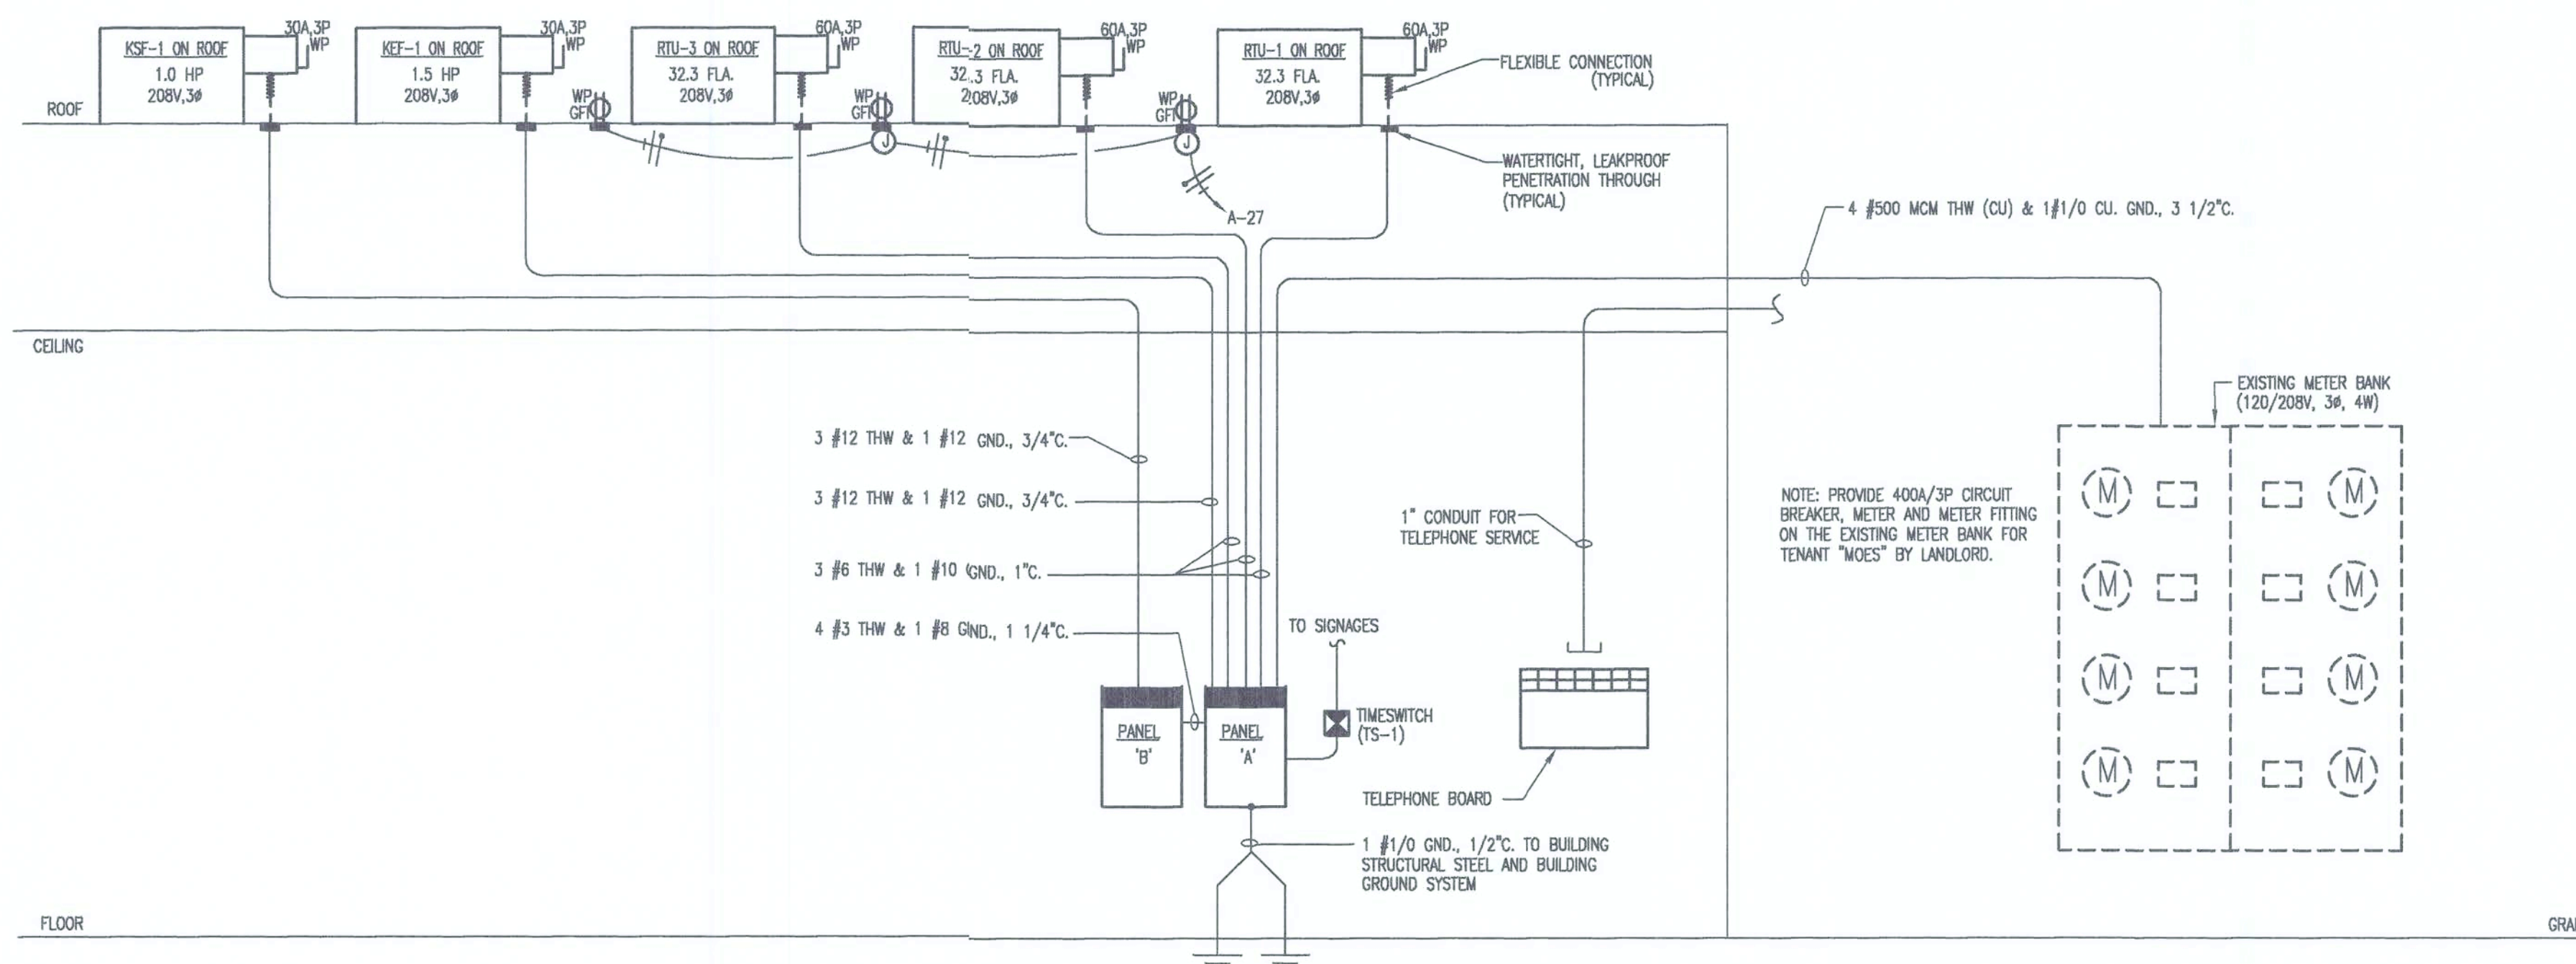 30A,3P
WP
KSF-1 ON ROOF
1.0 HP
208V,3ø
30A,3P
WP
KEF-1 ON ROOF
1.5 HP
208V,3ø
WP
GFI
60A,3P
WP
RTU-3 ON ROOF
32.3 FLA.
208V,3ø
WP
GFI
J
60A,3P
WP
RTU-2 ON ROOF
32.3 FLA.
208V,3ø
WP
GFI
J
60A,3P
WP
RTU-1 ON ROOF
32.3 FLA.
208V,3ø
FLEXIBLE CONNECTION
(TYPICAL)
ROOF
WATERTIGHT, LEAKPROOF
PENETRATION THROUGH
(TYPICAL)
A-27
4 #500 MCM THW (CU) & 1#1/0 CU. GND., 3 1/2"C.
CEILING
EXISTING METER BANK
(120/208V, 3ø, 4W)
3 #12 THW & 1 #12 GND., 3/4"C.
3 #12 THW & 1 #12 GND., 3/4"C.
3 #6 THW & 1 #10 GND., 1"C.
4 #3 THW & 1 #8 GND., 1 1/4"C.
1" CONDUIT FOR
TELEPHONE SERVICE
NOTE: PROVIDE 400A/3P CIRCUIT
BREAKER, METER AND METER FITTING
ON THE EXISTING METER BANK FOR
TENANT "MOES" BY LANDLORD.
M
M
M
M
M
M
M
M
TO SIGNAGES
TIMESWITCH
(TS-1)
PANEL
'B'
PANEL
'A'
TELEPHONE BOARD
1 #1/0 GND., 1/2"C. TO BUILDING
STRUCTURAL STEEL AND BUILDING
GROUND SYSTEM
FLOOR